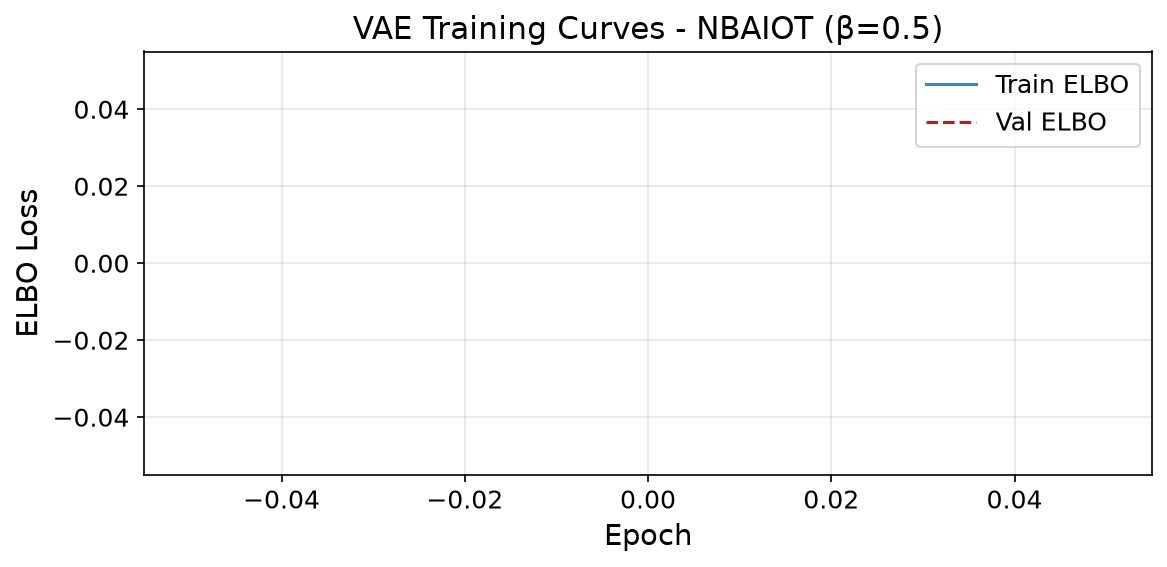 VAE Training Curves - NBAIOT (β=0.5)
Train ELBO
Val ELBO
ELBO Loss
0.04
0.02
0.00
−0.02
−0.04
−0.04 −0.02 0.00 0.02 0.04
Epoch